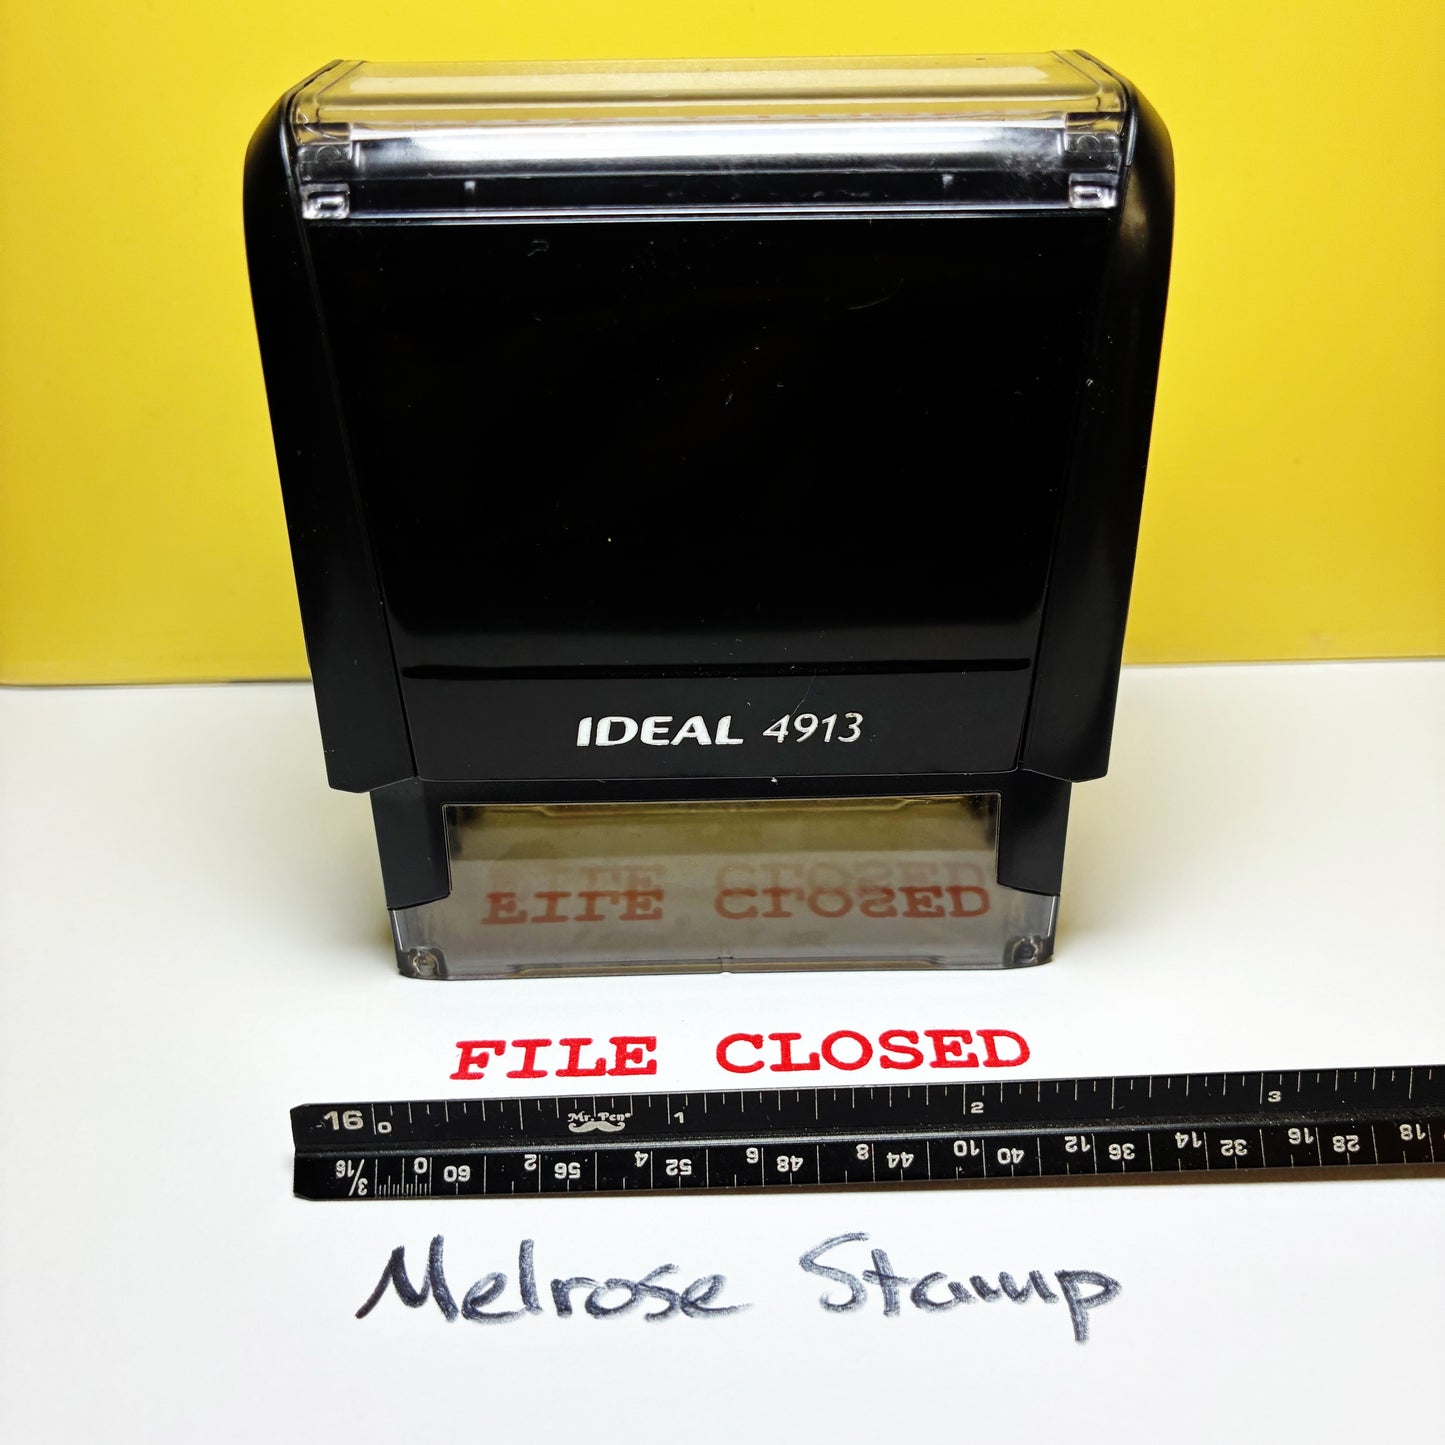 IDEAL 4913
FILE CLOSED
FILE CLOSED
16 0 Mr. Pen® 1 2 3
3/16 0 60 2 56 4 52 6 48 8 44 10 40 12 36 14 32 16 28 18
Melrose Stamp